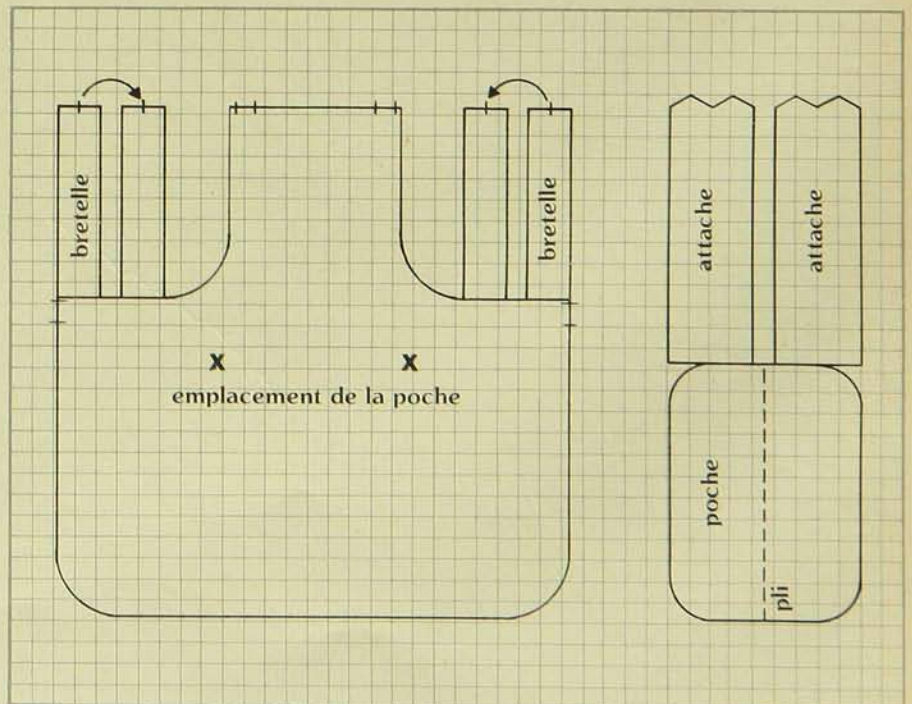 bretelle
bretelle
attache
attache
X X
emplacement de la poche
poche
pli